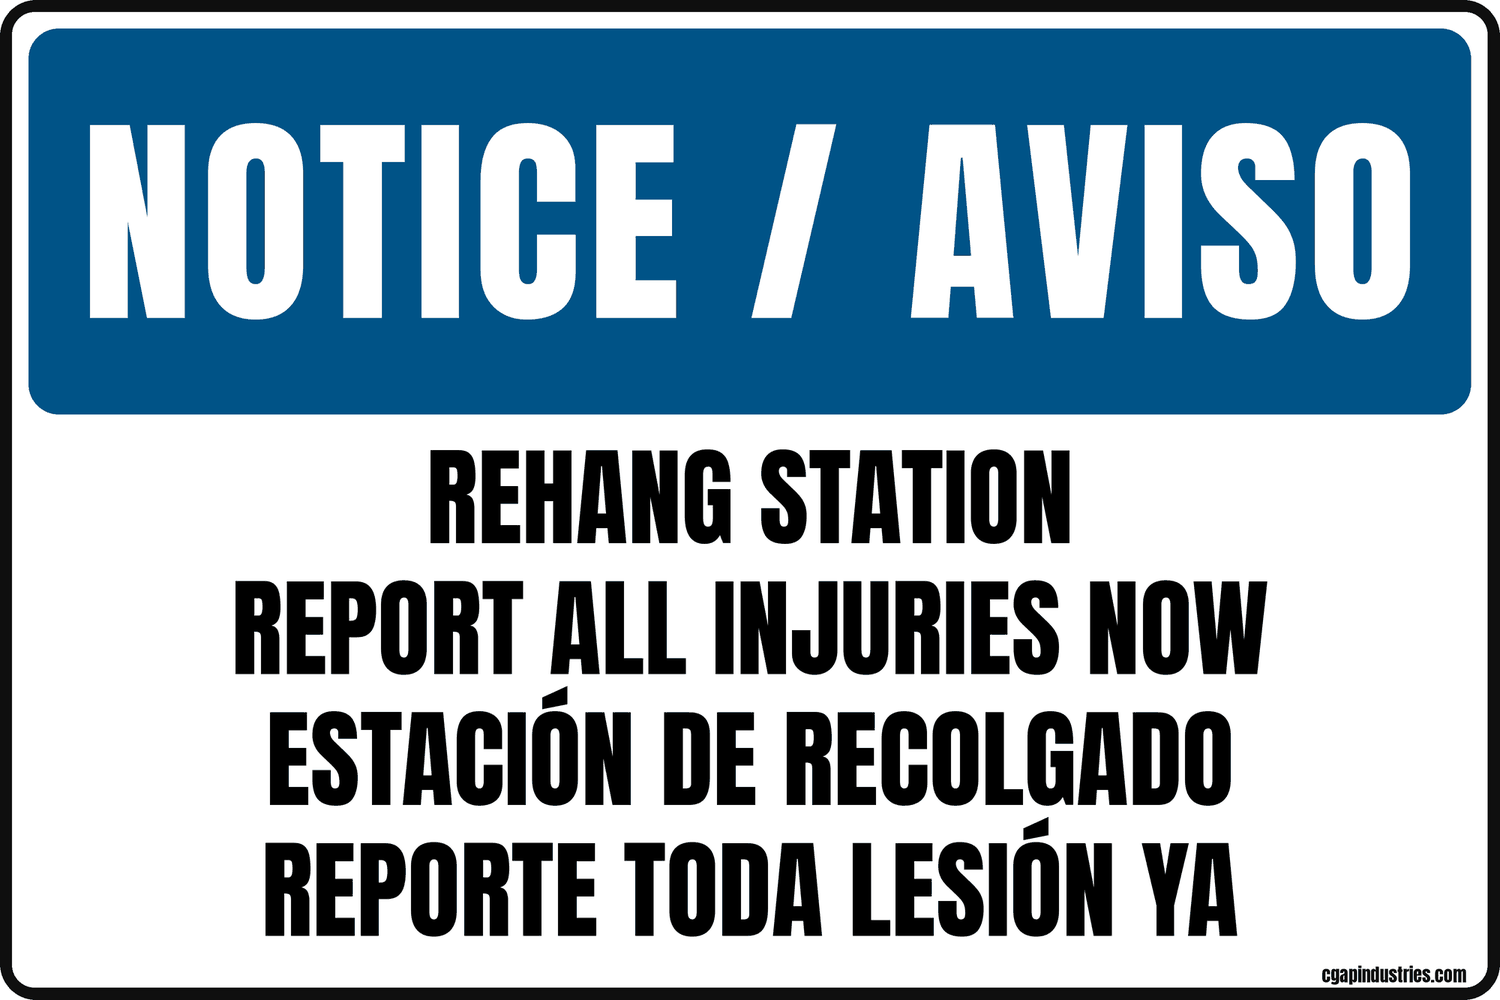 NOTICE / AVISO
REHANG STATION
REPORT ALL INJURIES NOW
ESTACIÓN DE RECOLGADO
REPORTE TODA LESIÓN YA
cgapindustries.com